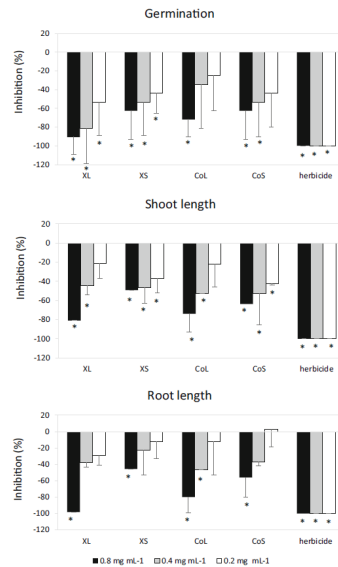 Germination
Inhibition (%)
20
0
-20
-40
-60
-80
-100
-120
* * * * * * * * * * * *
XL XS CoL CoS herbicide
Shoot length
Inhibition (%)
20
0
-20
-40
-60
-80
-100
-120
* * * * * * * * * * * * *
XL XS CoL CoS herbicide
Root length
Inhibition (%)
20
0
-20
-40
-60
-80
-100
-120
* * * * * * * *
XL XS CoL CoS herbicide
0.8 mg mL-1 0.4 mg mL-1 0.2 mg mL-1